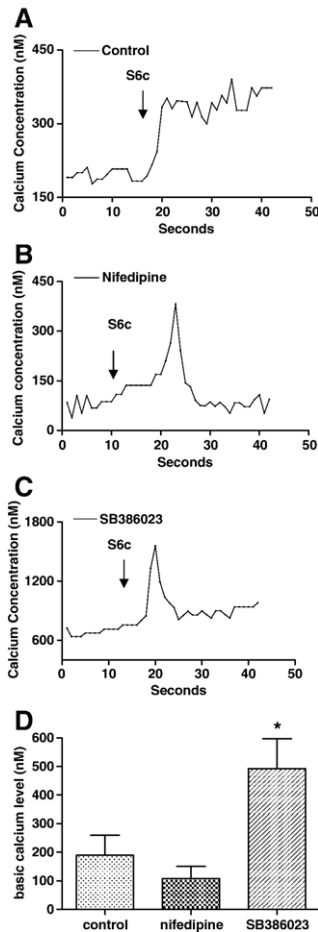 A
Control
S6c
Calcium Concentration (nM)
450
300
150
0 10 20 30 40 50
Seconds
B
Nifedipine
S6c
Calcium concentration (nM)
450
300
150
0
0 10 20 30 40 50
Seconds
C
SB386023
S6c
Calcium Concentration (nM)
1800
1200
600
0 10 20 30 40 50
Seconds
D
basic calcium level (nM)
600
500
400
300
200
100
0
*
control nifedipine SB386023